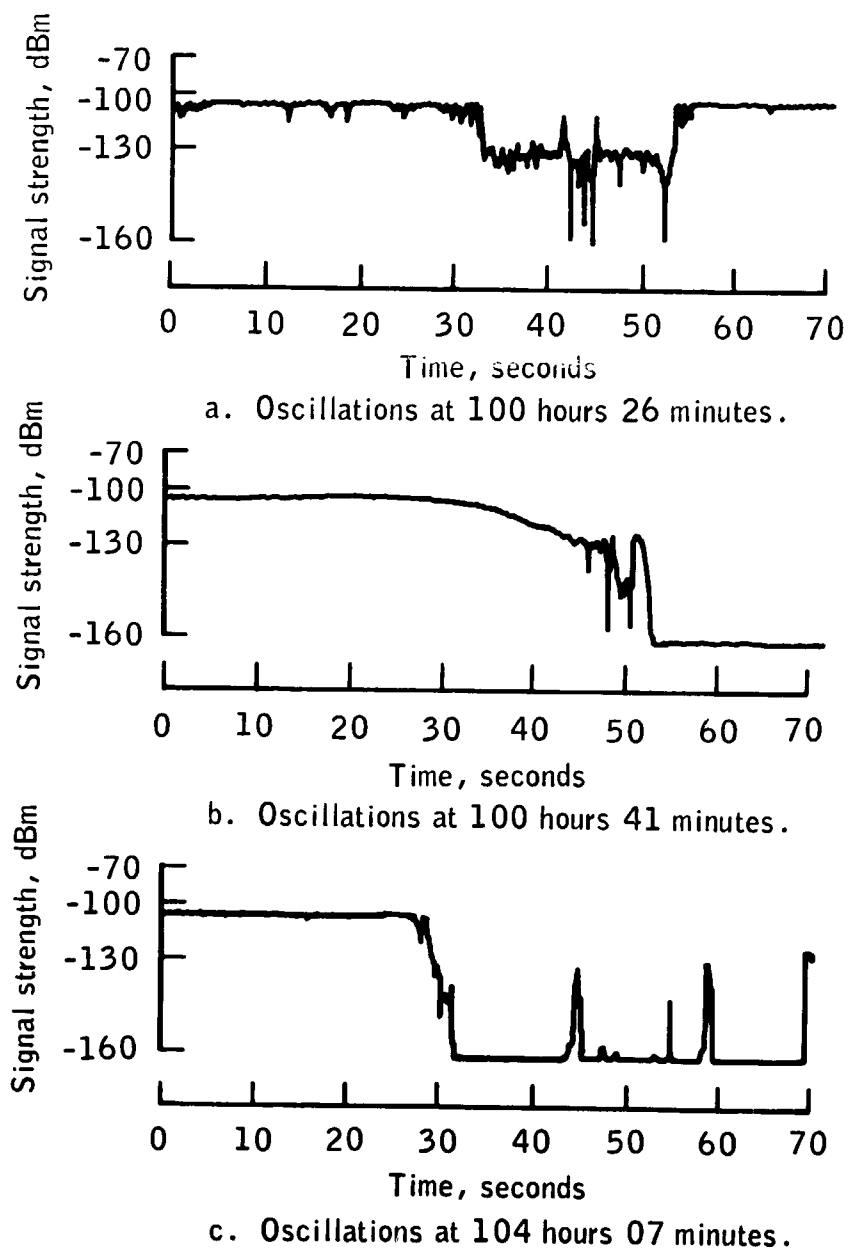 Signal strength, dBm
-70
-100
-130
-160
0 10 20 30 40 50 60 70
Time, seconds
a. Oscillations at 100 hours 26 minutes.
Signal strength, dBm
-70
-100
-130
-160
0 10 20 30 40 50 60 70
Time, seconds
b. Oscillations at 100 hours 41 minutes.
Signal strength, dBm
-70
-100
-130
-160
0 10 20 30 40 50 60 70
Time, seconds
c. Oscillations at 104 hours 07 minutes.